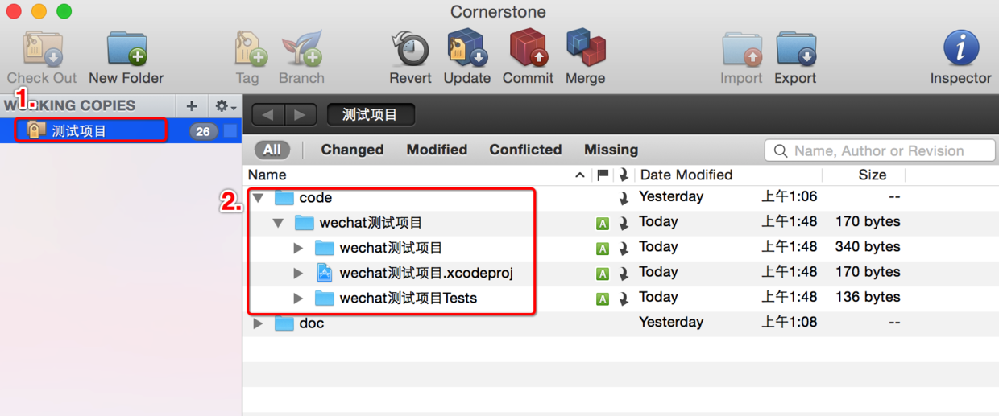 Cornerstone
Check Out New Folder Tag Branch Revert Update Commit Merge Import Export Inspector
1.
WORKING COPIES
测试项目 26
测试项目
All Changed Modified Conflicted Missing Name, Author or Revision
Name Date Modified Size
2.
code Yesterday 上午1:06 --
wechat测试项目 A Today 上午1:48 170 bytes
wechat测试项目 A Today 上午1:48 340 bytes
wechat测试项目.xcodeproj A Today 上午1:48 170 bytes
wechat测试项目Tests A Today 上午1:48 136 bytes
doc Yesterday 上午1:08 --